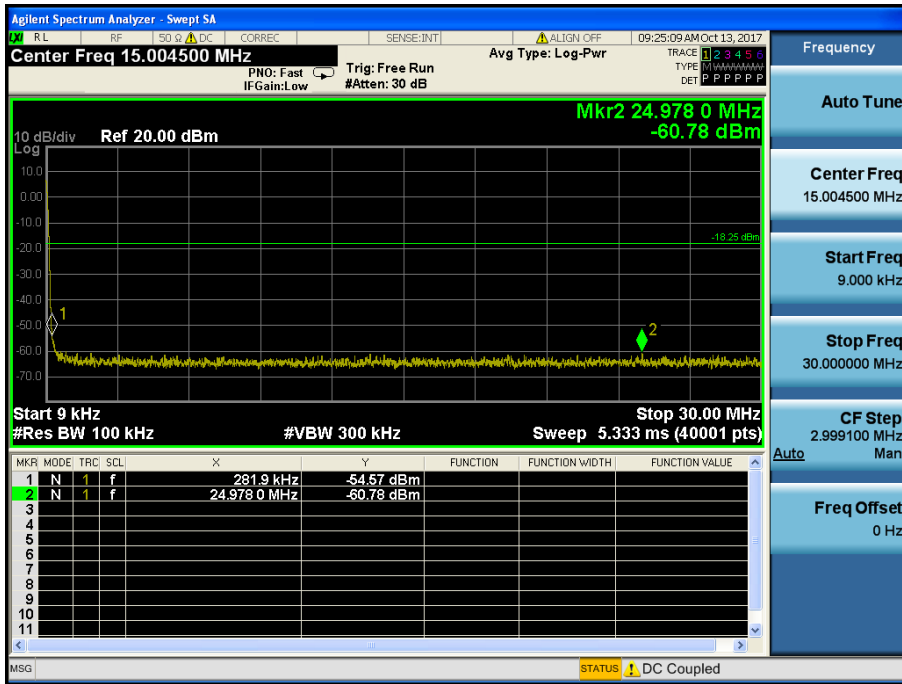 Agilent Spectrum Analyzer - Swept SA
LXI RL RF 50 Ω DC CORREC SENSE:INT ALIGN OFF 09:25:09 AM Oct 13, 2017
Center Freq 15.004500 MHz
PNO: Fast
IFGain:Low
Trig: Free Run
#Atten: 30 dB
Avg Type: Log-Pwr
TRACE 1 2 3 4 5 6
TYPE M WWWWW
DET P P P P P P
Mkr2 24.978 0 MHz
-60.78 dBm
10 dB/div Ref 20.00 dBm
Log
10.0
0.00
-10.0
-18.25 dBm
-20.0
-30.0
-40.0
-50.0
1
2
-60.0
-70.0
Start 9 kHz Stop 30.00 MHz
#Res BW 100 kHz #VBW 300 kHz Sweep 5.333 ms (40001 pts)
MKR MODE TRC SCL X Y FUNCTION FUNCTION WIDTH FUNCTION VALUE
1 N 1 f 281.9 kHz -54.57 dBm
2 N 1 f 24.978 0 MHz -60.78 dBm
3
4
5
6
7
8
9
10
11
MSG STATUS DC Coupled
Frequency
Auto Tune
Center Freq
15.004500 MHz
Start Freq
9.000 kHz
Stop Freq
30.000000 MHz
CF Step
2.999100 MHz
Auto Man
Freq Offset
0 Hz